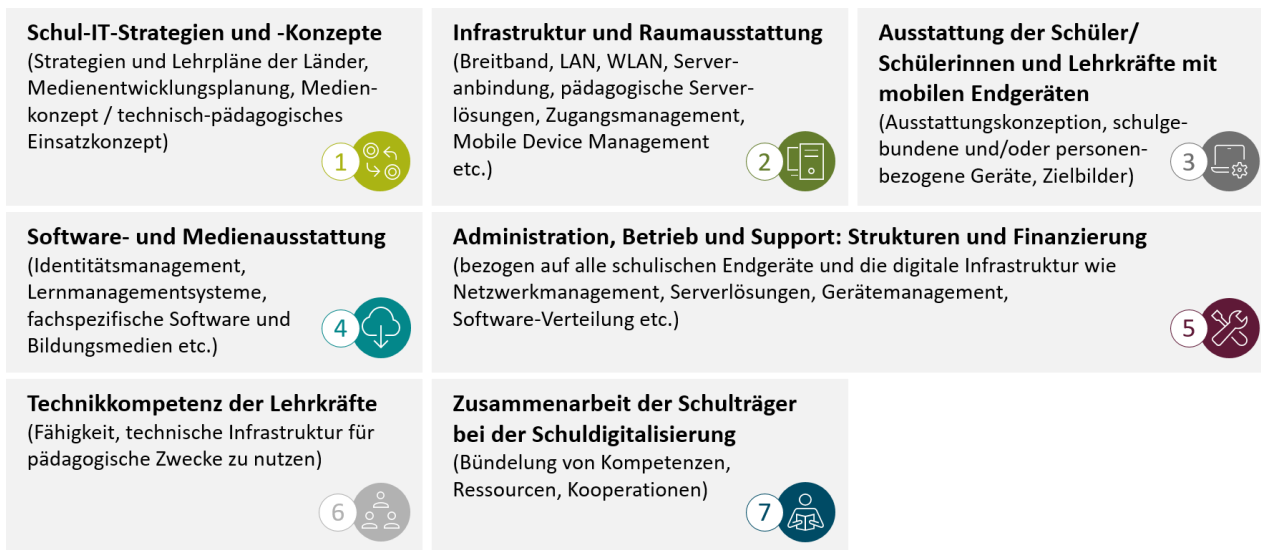 Schul-IT-Strategien und -Konzepte
(Strategien und Lehrpläne der Länder,
Medienentwicklungsplanung, Medien-
konzept / technisch-pädagogisches
Einsatzkonzept)
1
Infrastruktur und Raumausstattung
(Breitband, LAN, WLAN, Server-
anbindung, pädagogische Server-
lösungen, Zugangsmanagement,
Mobile Device Management
etc.)
2
Ausstattung der Schüler/
Schülerinnen und Lehrkräfte mit
mobilen Endgeräten
(Ausstattungskonzeption, schulge-
bundene und/oder personen-
bezogene Geräte, Zielbilder)
3
Software- und Medienausstattung
(Identitätsmanagement,
Lernmanagementsysteme,
fachspezifische Software und
Bildungsmedien etc.)
4
Administration, Betrieb und Support: Strukturen und Finanzierung
(bezogen auf alle schulischen Endgeräte und die digitale Infrastruktur wie
Netzwerkmanagement, Serverlösungen, Gerätemanagement,
Software-Verteilung etc.)
5
Technikkompetenz der Lehrkräfte
(Fähigkeit, technische Infrastruktur für
pädagogische Zwecke zu nutzen)
6
Zusammenarbeit der Schulträger
bei der Schuldigitalisierung
(Bündelung von Kompetenzen,
Ressourcen, Kooperationen)
7